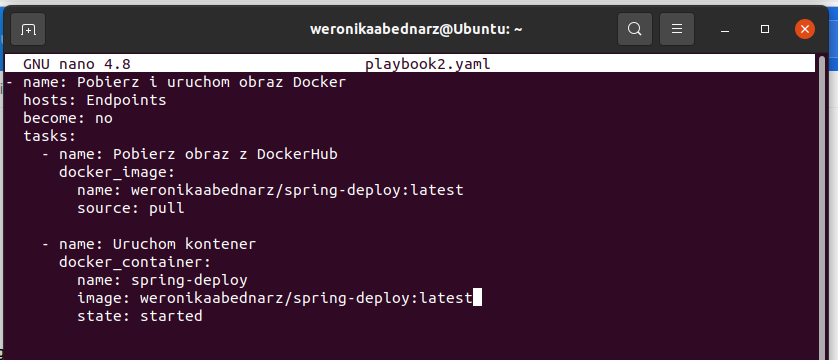 weronikaabednarz@Ubuntu: ~
GNU nano 4.8 playbook2.yaml
- name: Pobierz i uruchom obraz Docker
  hosts: Endpoints
  become: no
  tasks:
    - name: Pobierz obraz z DockerHub
      docker_image:
        name: weronikaabednarz/spring-deploy:latest
        source: pull

    - name: Uruchom kontener
      docker_container:
        name: spring-deploy
        image: weronikaabednarz/spring-deploy:latest
        state: started